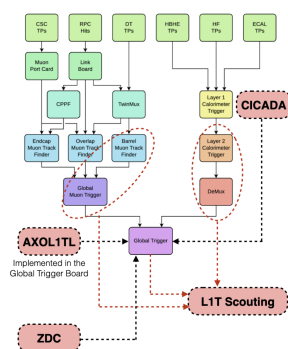 CSC
TPs
RPC
Hits
DT
TPs
HBHE
TPs
HF
TPs
ECAL
TPs
Muon
Port Card
Link
Board
CPPF
TwinMux
Layer 1
Calorimeter
Trigger
CICADA
Endcap
Muon Track
Finder
Overlap
Muon Track
Finder
Barrel
Muon Track
Finder
Layer 2
Calorimeter
Trigger
Global
Muon Trigger
DeMux
AXOL1TL
Implemented in the
Global Trigger Board
Global Trigger
L1T Scouting
ZDC